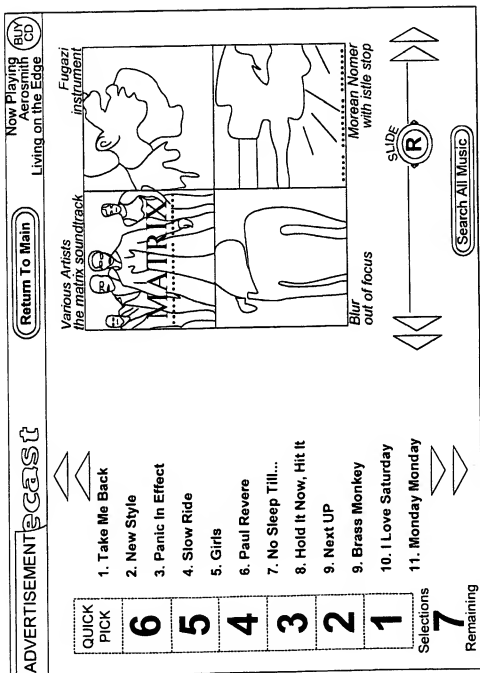 ADVERTISEMENT
ecast
Return To Main
Now Playing
Aerosmith
Living on the Edge
BUY
CD
QUICK
PICK
6
5
4
3
2
1
Selections
7
Remaining
1. Take Me Back
2. New Style
3. Panic In Effect
4. Slow Ride
5. Girls
6. Paul Revere
7. No Sleep Till...
8. Hold It Now, Hit It
9. Next UP
9. Brass Monkey
10. I Love Saturday
11. Monday Monday
Various Artists
the matrix soundtrack
MATRIX
Fugazi
instrument
Blur
out of focus
Morean Nomer
with istle stop
SLIDE
R
Search All Music